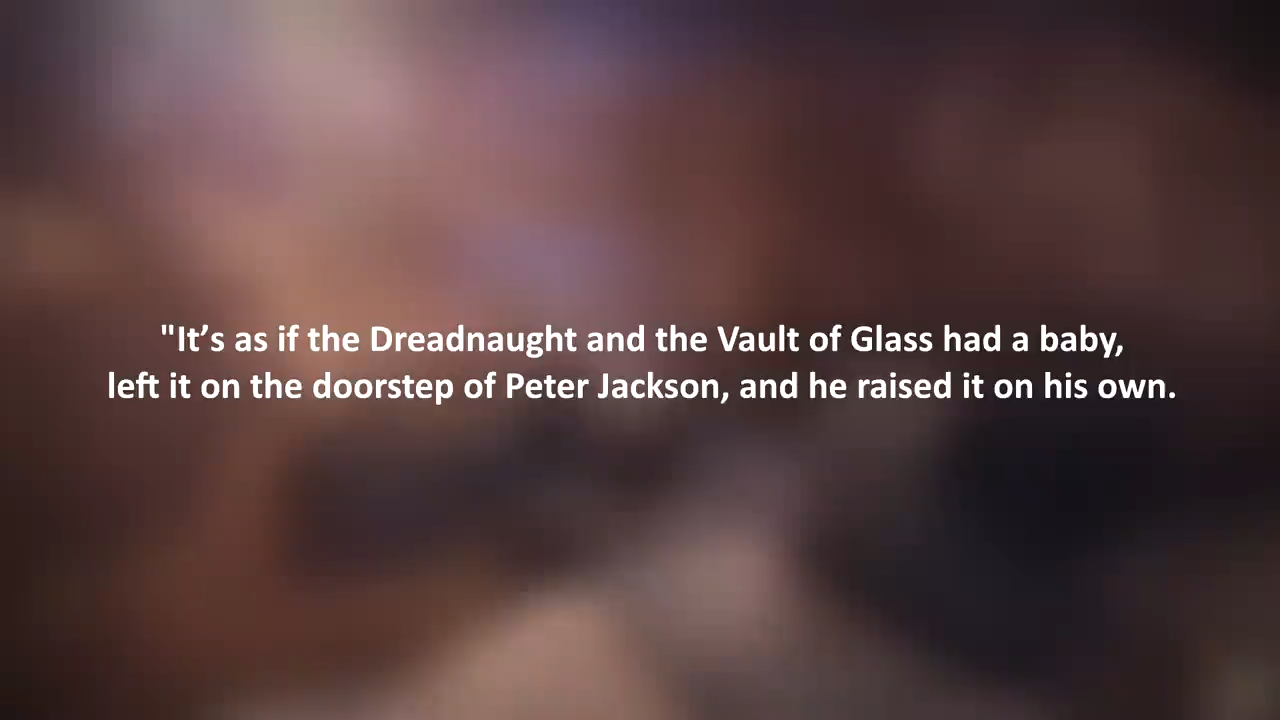 "It’s as if the Dreadnaught and the Vault of Glass had a baby,
left it on the doorstep of Peter Jackson, and he raised it on his own.